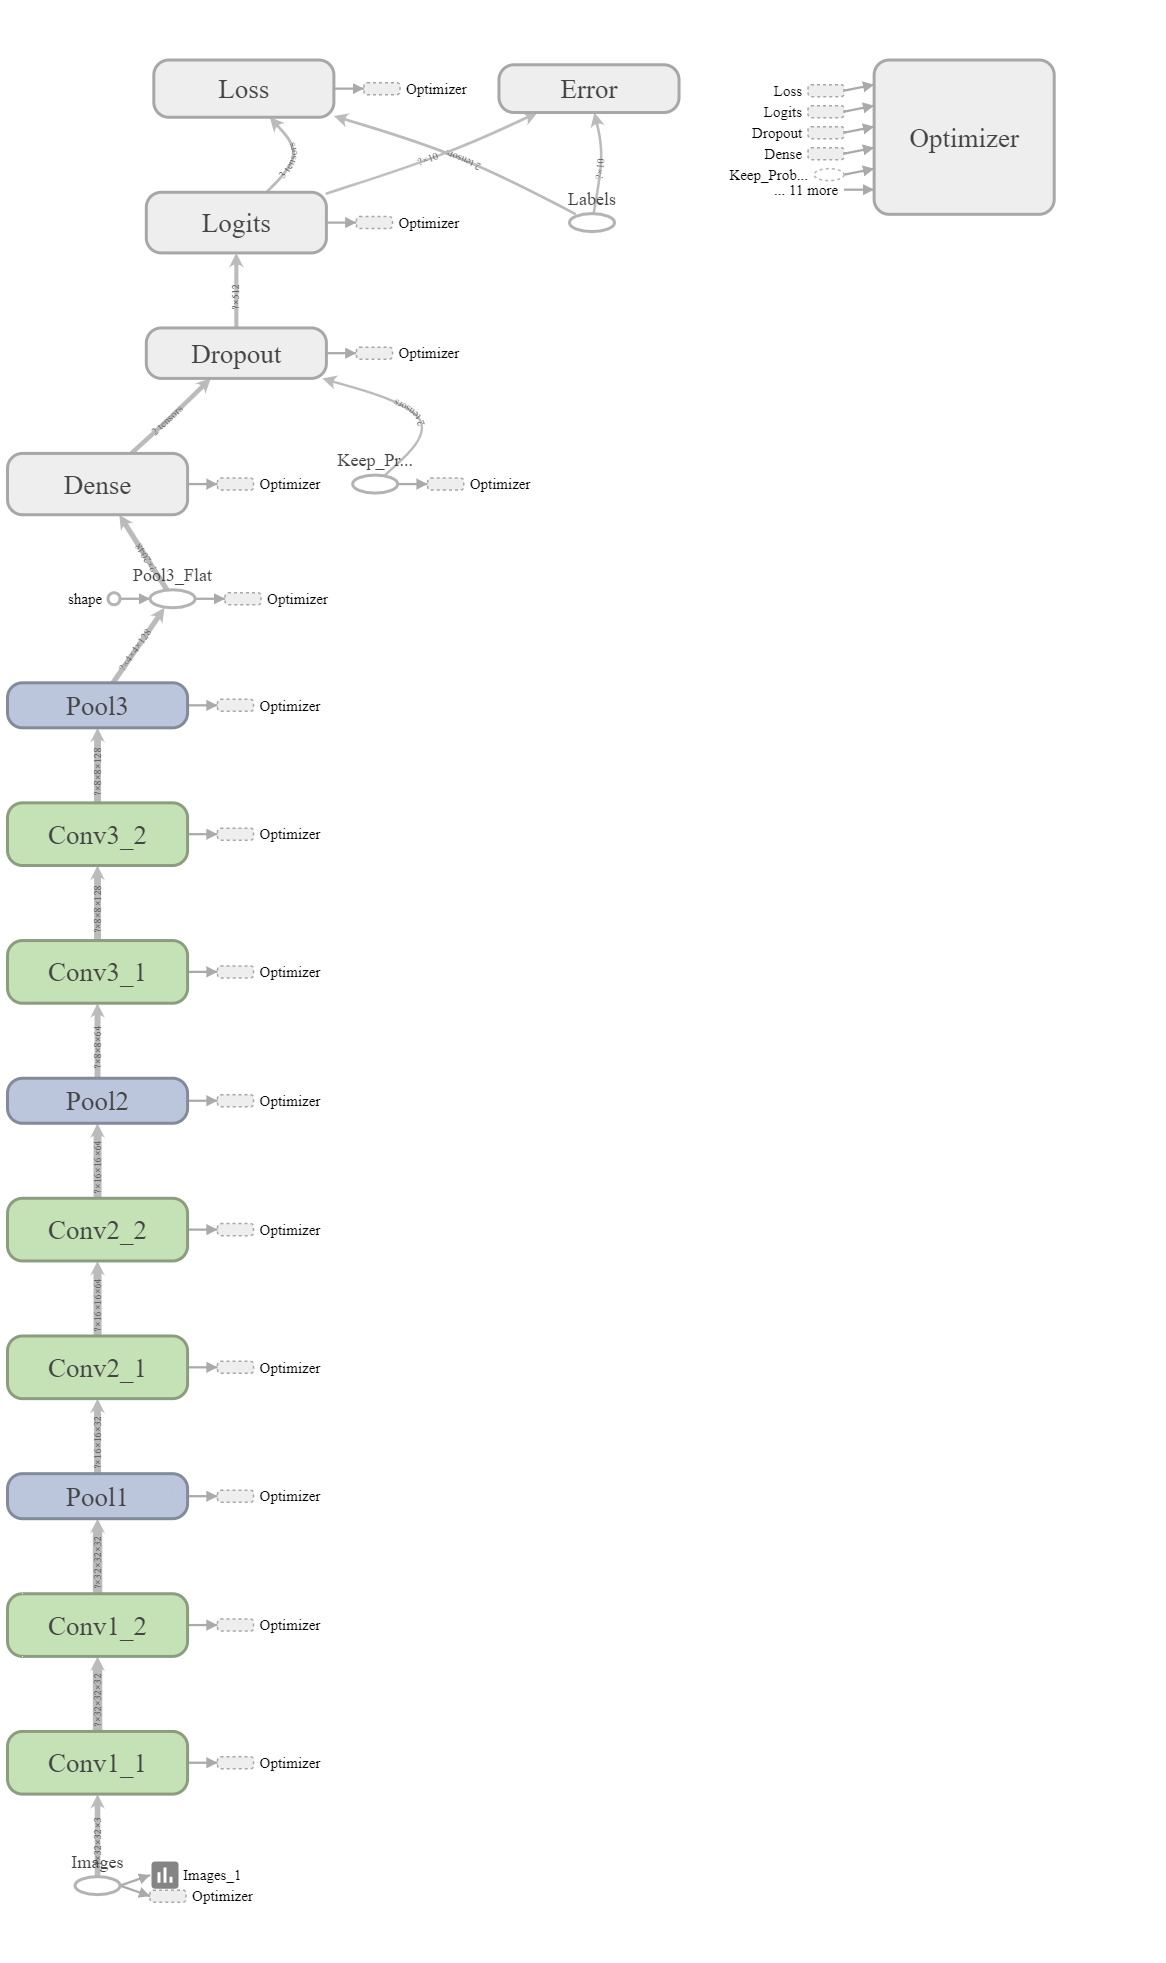 Loss
Optimizer
Error
Loss
Logits
Dropout
Dense
Keep_Prob...
... 11 more
Optimizer
3 tensors
?×10
2 tensors
?×10
Labels
Logits
Optimizer
?×512
Dropout
Optimizer
2 tensors
2 tensors
Keep_Pr...
Dense
Optimizer
Optimizer
Pool3_Flat
shape
Optimizer
?×4×4×128
Pool3
Optimizer
?×8×8×128
Conv3_2
Optimizer
?×8×8×128
Conv3_1
Optimizer
?×8×8×64
Pool2
Optimizer
?×16×16×64
Conv2_2
Optimizer
?×16×16×64
Conv2_1
Optimizer
?×16×16×32
Pool1
Optimizer
?×32×32×32
Conv1_2
Optimizer
?×32×32×32
Conv1_1
Optimizer
×32×32×3
Images
Images_1
Optimizer